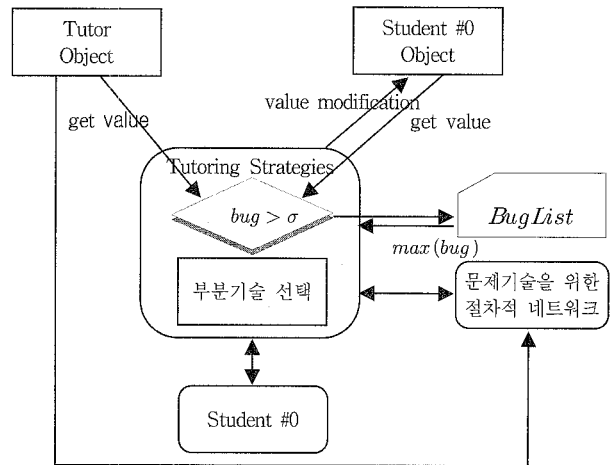 Tutor
Object
Student #0
Object
value modification
get value
get value
Tutoring Strategies
bug > σ
BugList
max(bug)
부분기술 선택
문제기술을 위한
절차적 네트워크
Student #0